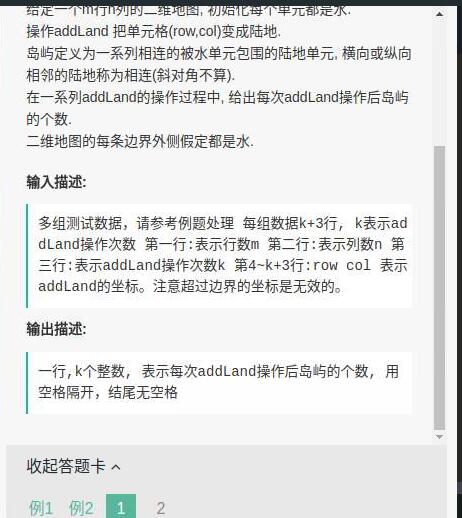 给定一个m行n列的二维地图, 初始化每个单元都是水.
操作addLand 把单元格(row,col)变成陆地.
岛屿定义为一系列相连的被水单元包围的陆地单元, 横向或纵向
相邻的陆地称为相连(斜对角不算).
在一系列addLand的操作过程中, 给出每次addLand操作后岛屿
的个数.
二维地图的每条边界外侧假定都是水.
输入描述:
多组测试数据，请参考例题处理 每组数据k+3行, k表示ad
dLand操作次数 第一行:表示行数m 第二行:表示列数n 第
三行:表示addLand操作次数k 第4~k+3行:row col 表示
addLand的坐标。注意超过边界的坐标是无效的。
输出描述:
一行,k个整数, 表示每次addLand操作后岛屿的个数, 用
空格隔开，结尾无空格
收起答题卡
例1 例2 1 2